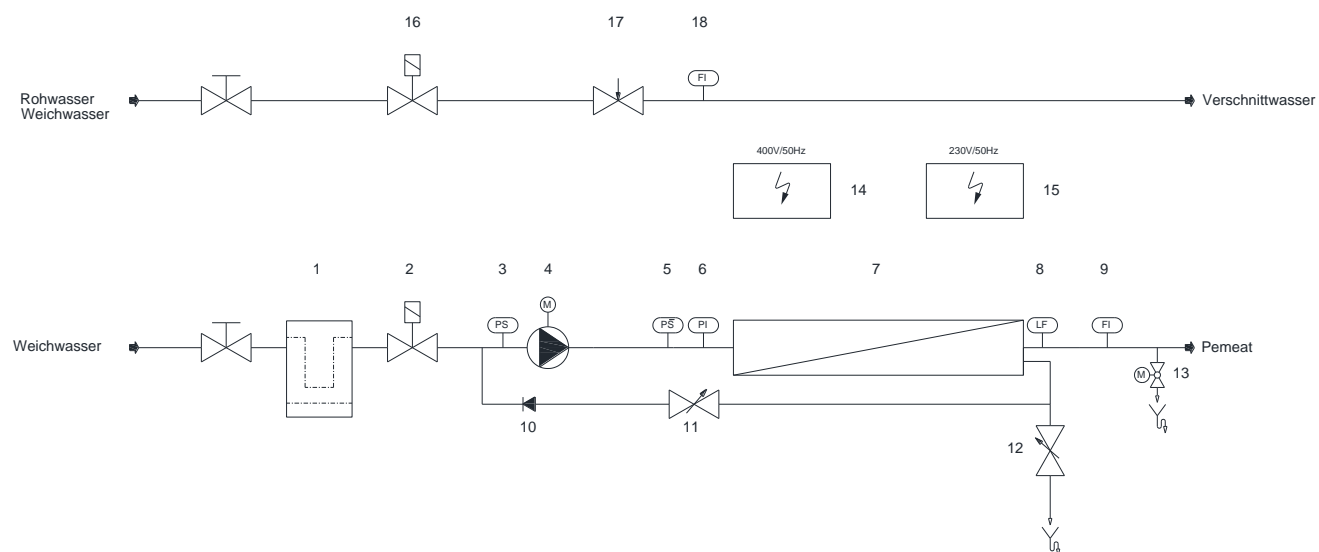 16
17
18
FI
Rohwasser
Weichwasser
Verschnittwasser
400V/50Hz
230V/50Hz
14
15
1
2
3
4
5
6
7
8
9
M
PS
PS
PI
LF
FI
Weichwasser
Pemeat
M
13
10
11
12